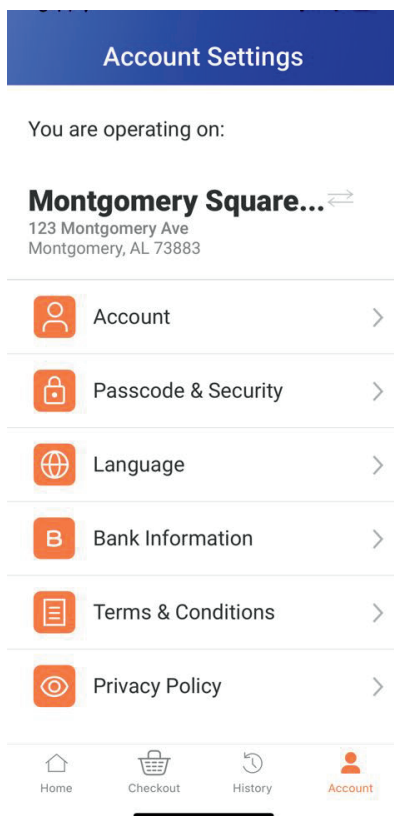 Account Settings
You are operating on:
Montgomery Square...
123 Montgomery Ave
Montgomery, AL 73883
Account
Passcode & Security
Language
B Bank Information
Terms & Conditions
Privacy Policy
Home Checkout History Account